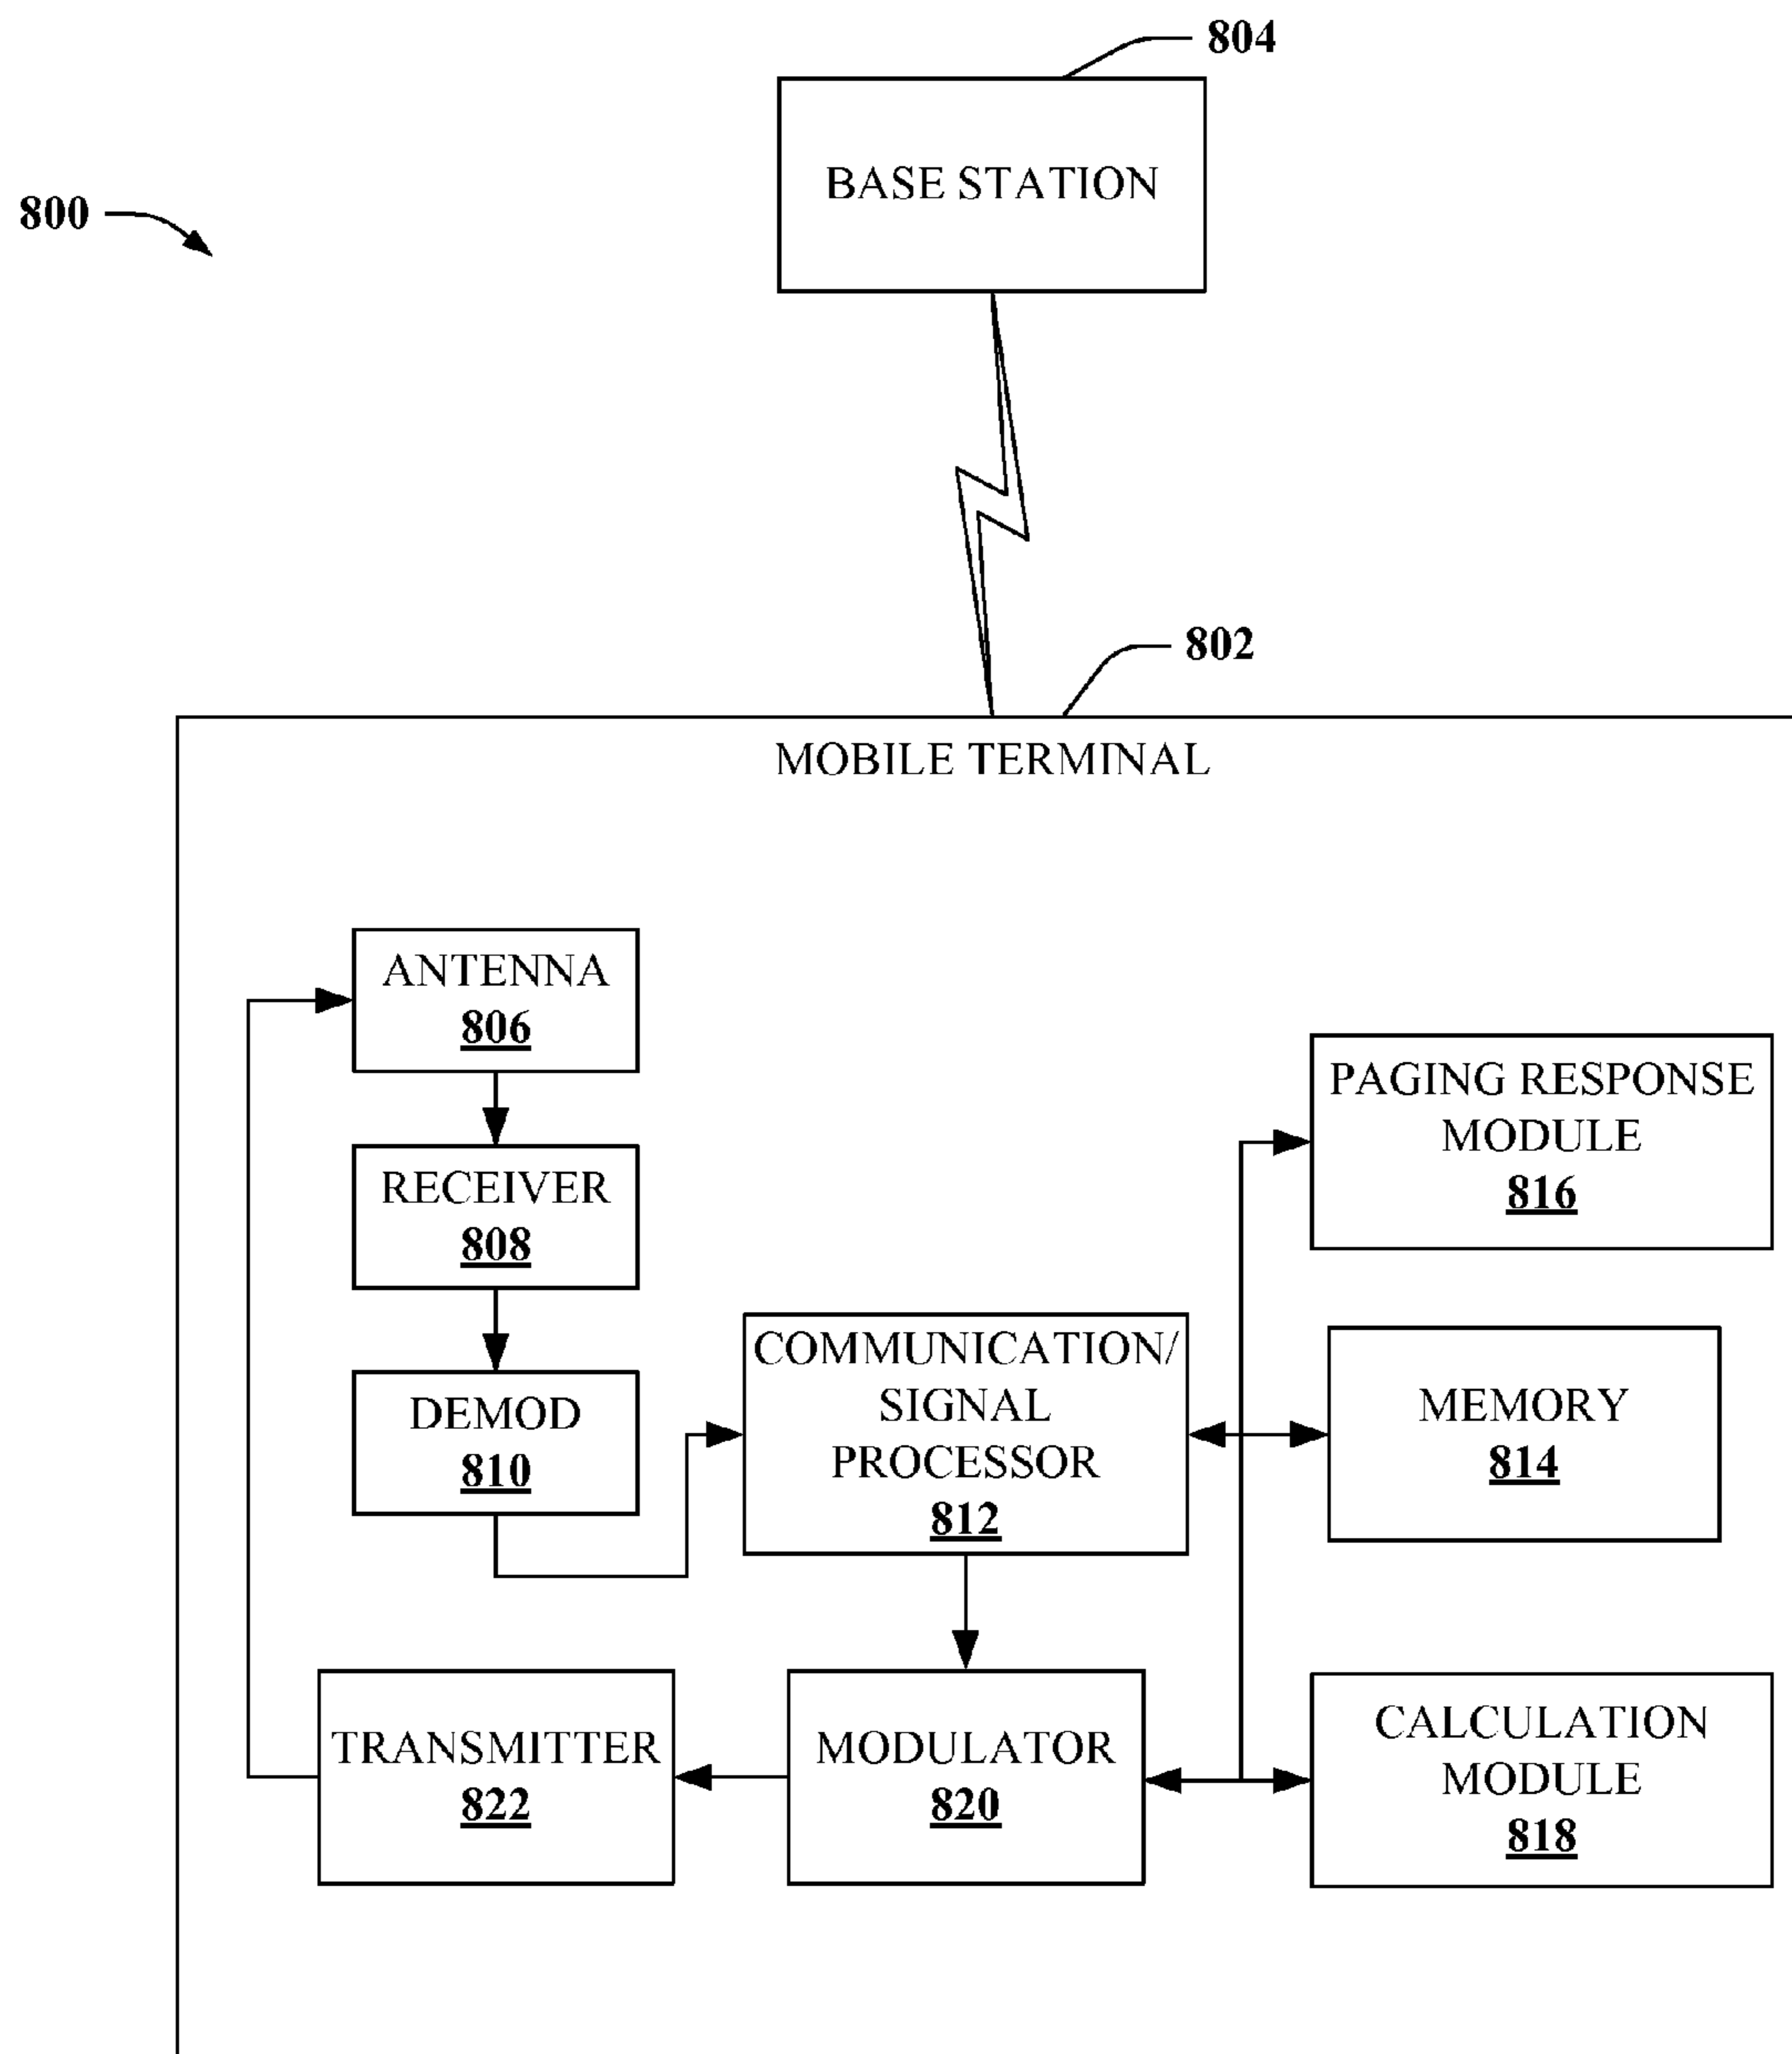 804
BASE STATION
800
802
MOBILE TERMINAL
ANTENNA
806
RECEIVER
808
DEMOD
810
COMMUNICATION/
SIGNAL
PROCESSOR
812
PAGING RESPONSE
MODULE
816
MEMORY
814
TRANSMITTER
822
MODULATOR
820
CALCULATION
MODULE
818